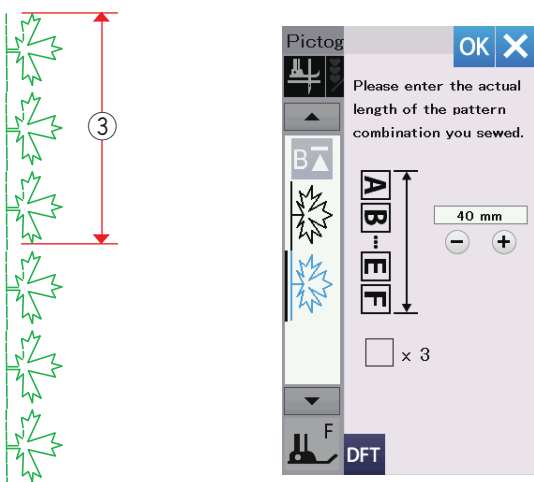 3
Pictog
OK
Please enter the actual
length of the pattern
combination you sewed.
B
A
B
E
F
40 mm
− +
x 3
F
DFT